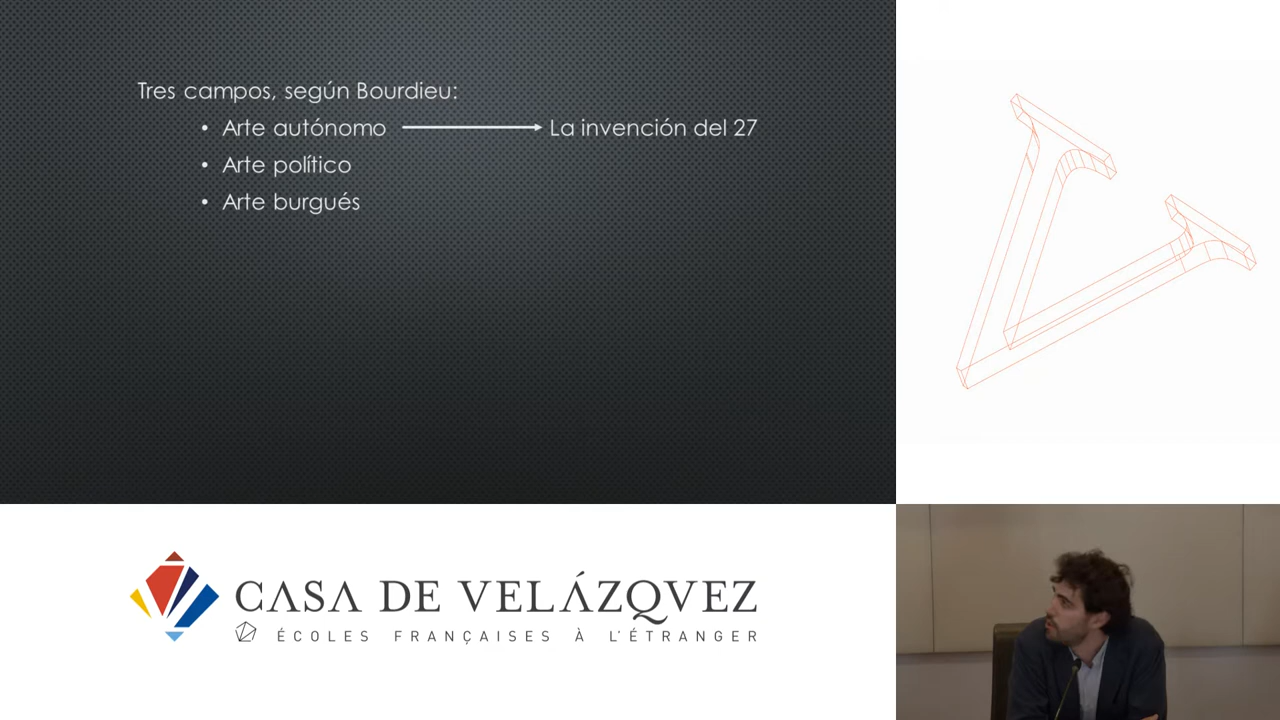 Tres campos, según Bourdieu:
• Arte autónomo → La invención del 27
• Arte político
• Arte burgués
CASA DE VELÁZQVEZ
ÉCOLES FRANÇAISES À L'ÉTRANGER